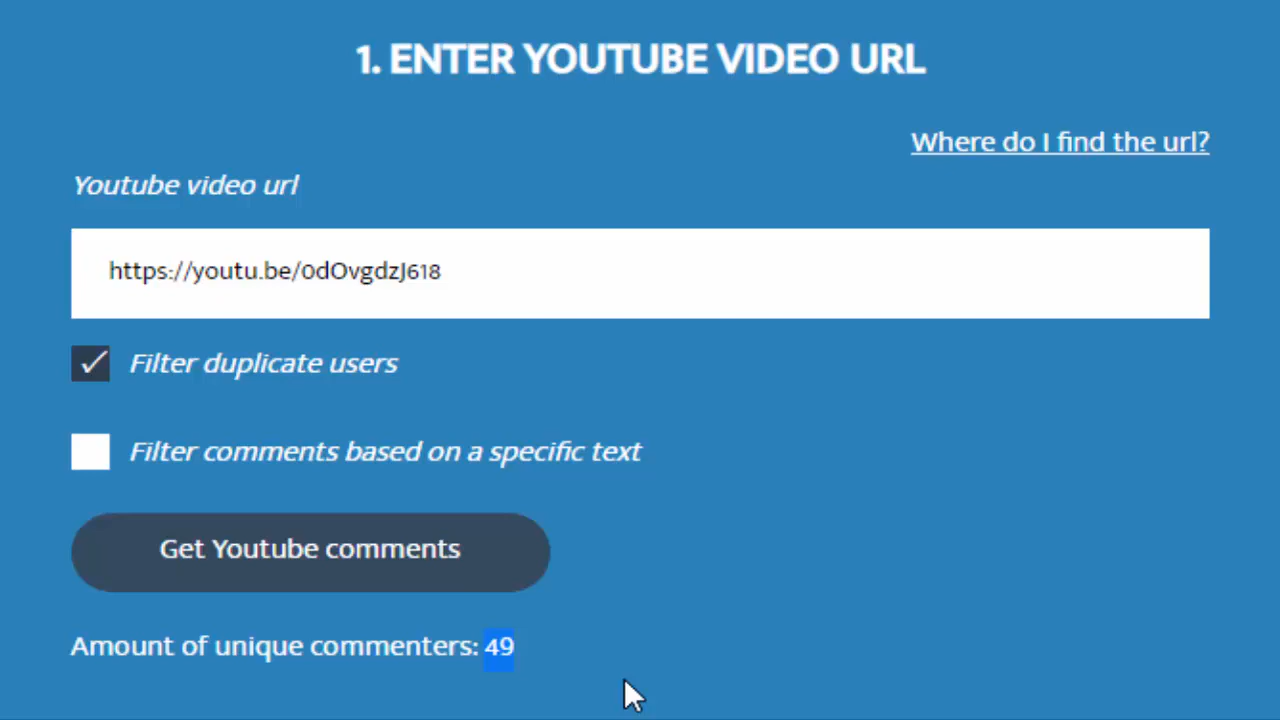 1. ENTER YOUTUBE VIDEO URL
Where do I find the url?
Youtube video url
https://youtu.be/0dOvgdzJ618
Filter duplicate users
Filter comments based on a specific text
Get Youtube comments
Amount of unique commenters: 49